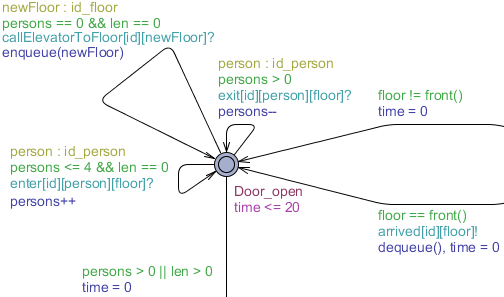 newFloor : id_floor
persons == 0 && len == 0
callElevatorToFloor[id][newFloor]?
enqueue(newFloor)
person : id_person
persons > 0
exit[id][person][floor]?
persons--
floor != front()
time = 0
person : id_person
persons <= 4 && len == 0
enter[id][person][floor]?
persons++
Door_open
time <= 20
floor == front()
arrived[id][floor]!
dequeue(), time = 0
persons > 0 || len > 0
time = 0